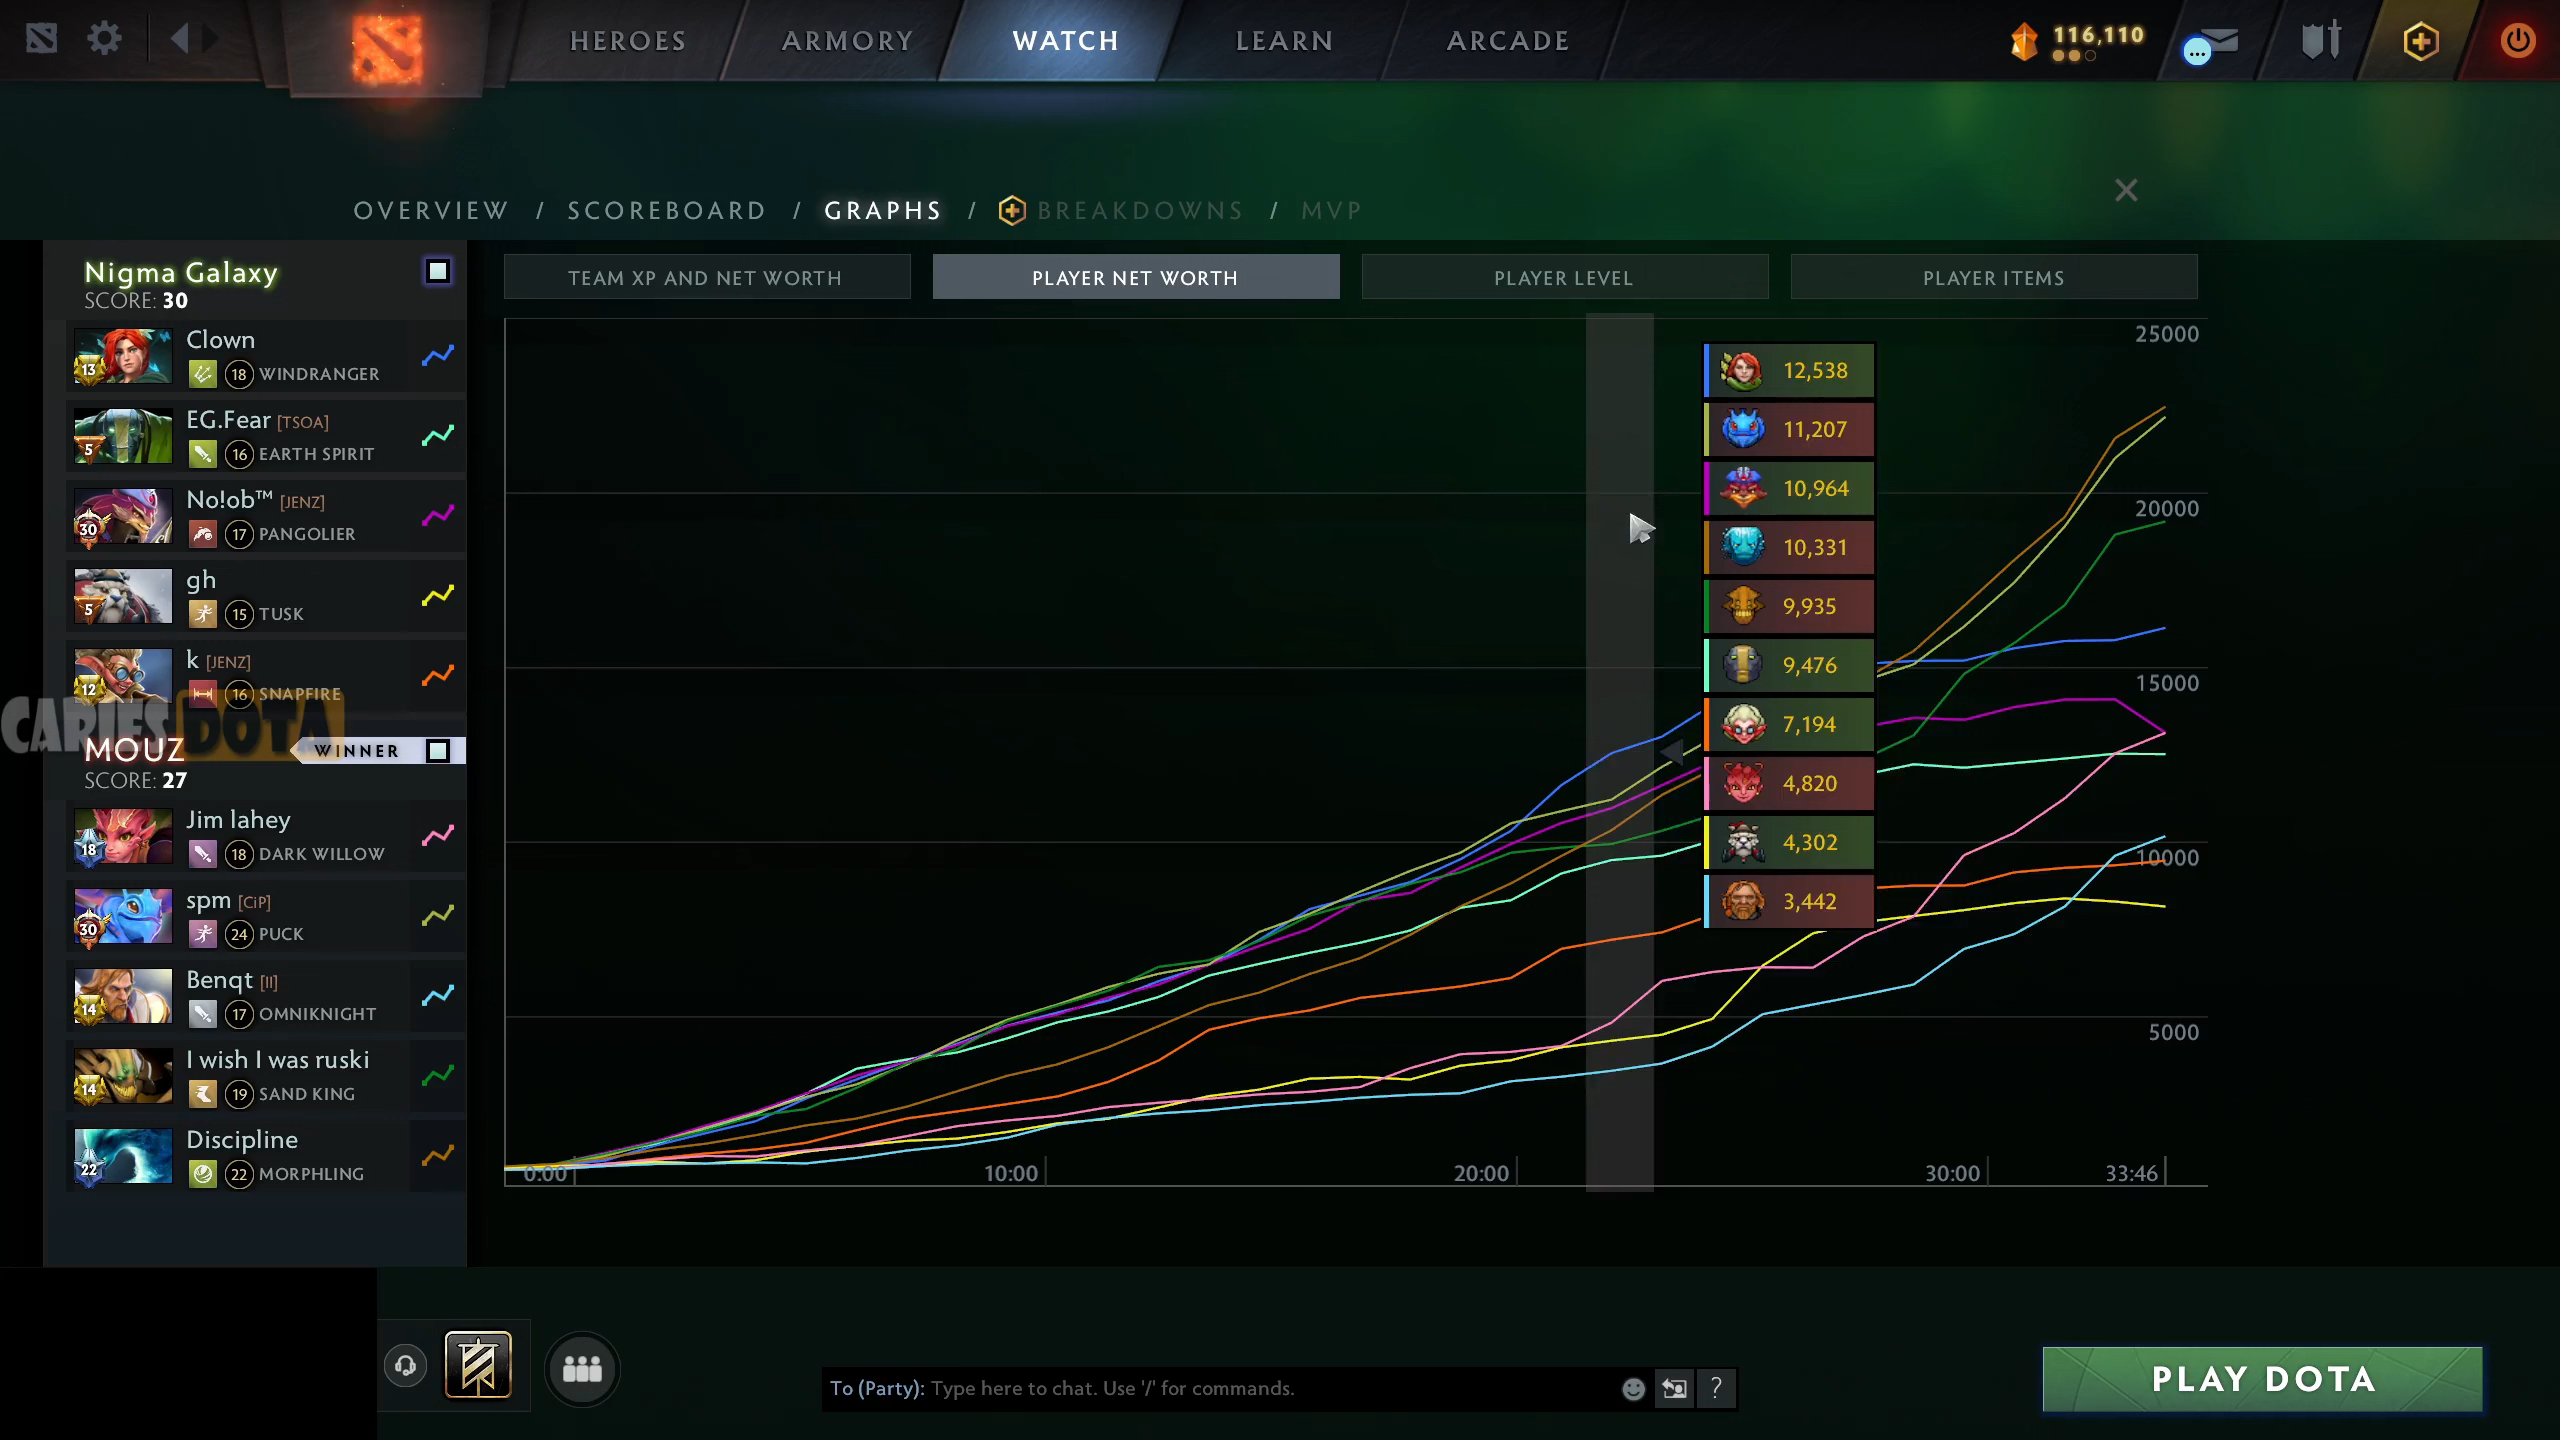 HEROES
ARMORY
WATCH
LEARN
ARCADE
116,110
OVERVIEW / SCOREBOARD / GRAPHS / BREAKDOWNS / MVP
Nigma Galaxy
SCORE: 30
Clown
13
18 WINDRANGER
EG.Fear [TSOA]
5
16 EARTH SPIRIT
No!ob™ [JENZ]
30
17 PANGOLIER
gh
5
15 TUSK
k [JENZ]
12
16 SNAPFIRE
CARIES DOTA
MOUZ
WINNER
SCORE: 27
Jim lahey
18
18 DARK WILLOW
spm [CiP]
30
24 PUCK
Benqt [II]
14
17 OMNIKNIGHT
I wish I was ruski
14
19 SAND KING
Discipline
22
22 MORPHLING
TEAM XP AND NET WORTH
PLAYER NET WORTH
PLAYER LEVEL
PLAYER ITEMS
25000
20000
15000
10000
5000
12,538
11,207
10,964
10,331
9,935
9,476
7,194
4,820
4,302
3,442
0:00
10:00
20:00
30:00
33:46
To (Party): Type here to chat. Use '/' for commands.
?
PLAY DOTA